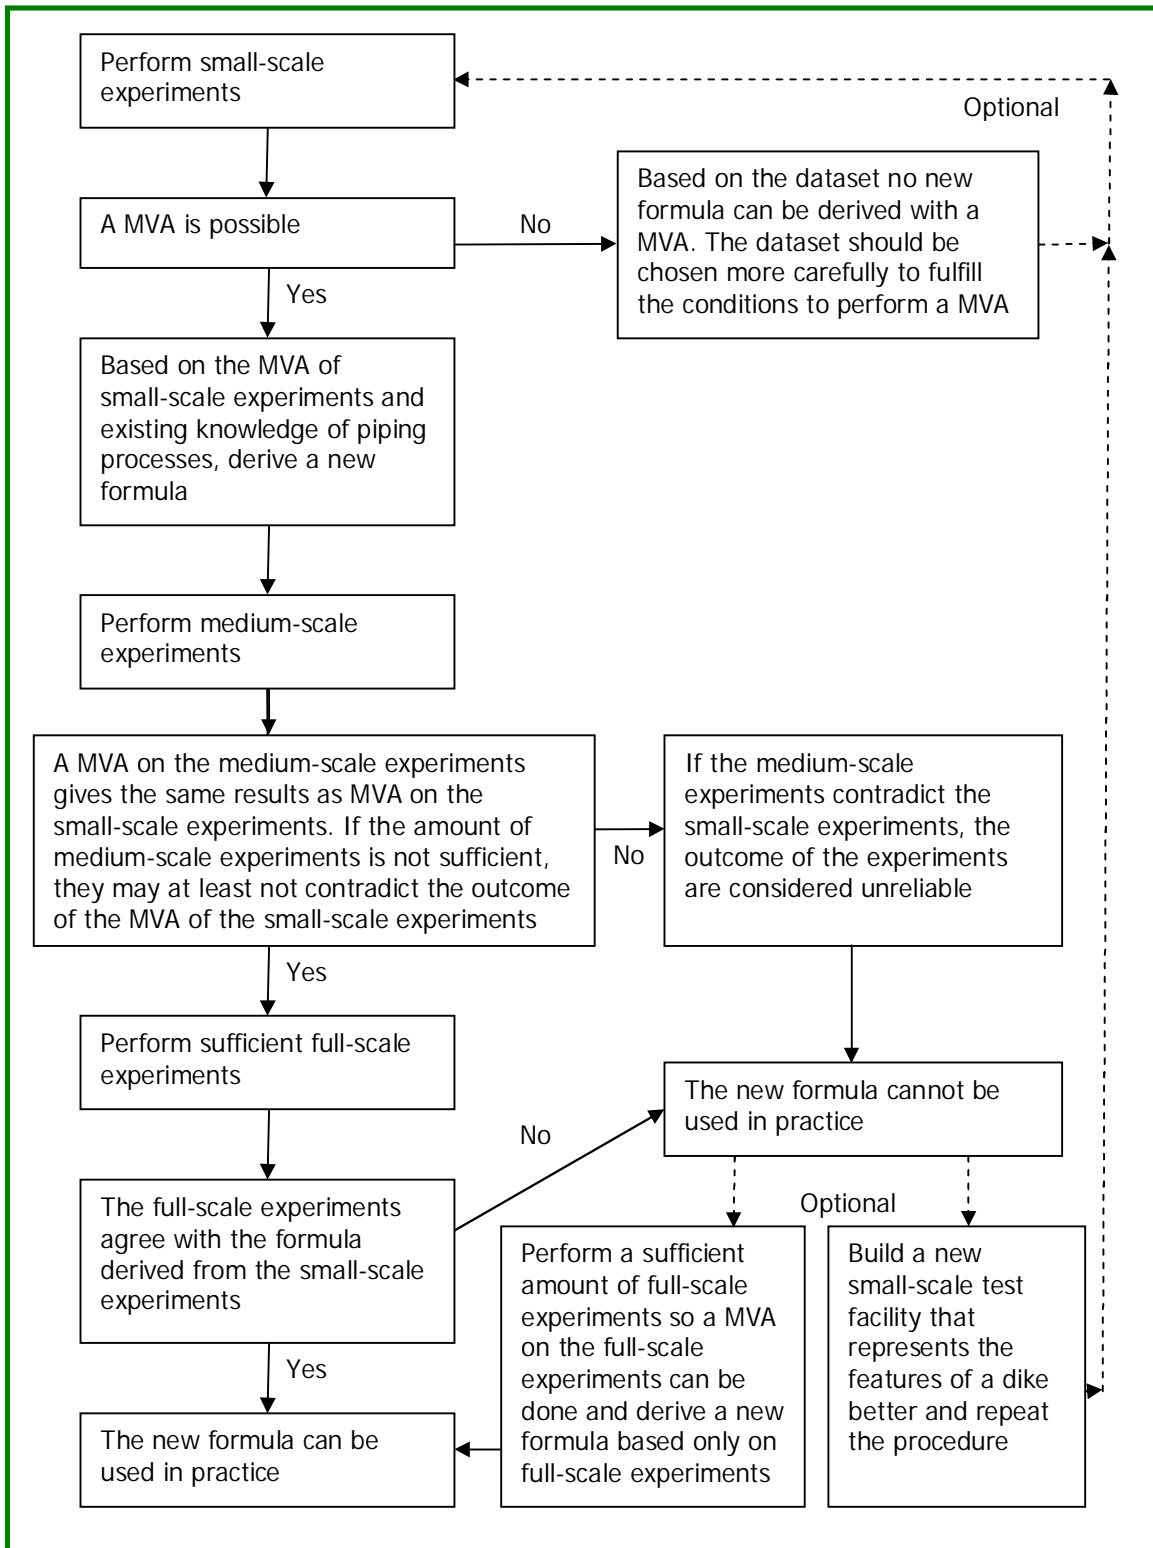 Perform small-scale
experiments
Optional
A MVA is possible
No
Based on the dataset no new
formula can be derived with a
MVA. The dataset should be
chosen more carefully to fulfill
the conditions to perform a MVA
Yes
Based on the MVA of
small-scale experiments and
existing knowledge of piping
processes, derive a new
formula
Perform medium-scale
experiments
A MVA on the medium-scale experiments
gives the same results as MVA on the
small-scale experiments. If the amount of
medium-scale experiments is not sufficient,
they may at least not contradict the outcome
of the MVA of the small-scale experiments
No
If the medium-scale
experiments contradict the
small-scale experiments, the
outcome of the experiments
are considered unreliable
Yes
Perform sufficient full-scale
experiments
The new formula cannot be
used in practice
No
The full-scale experiments
agree with the formula
derived from the small-scale
experiments
Optional
Perform a sufficient
amount of full-scale
experiments so a MVA
on the full-scale
experiments can be
done and derive a new
formula based only on
full-scale experiments
Build a new
small-scale test
facility that
represents the
features of a dike
better and repeat
the procedure
Yes
The new formula can be
used in practice